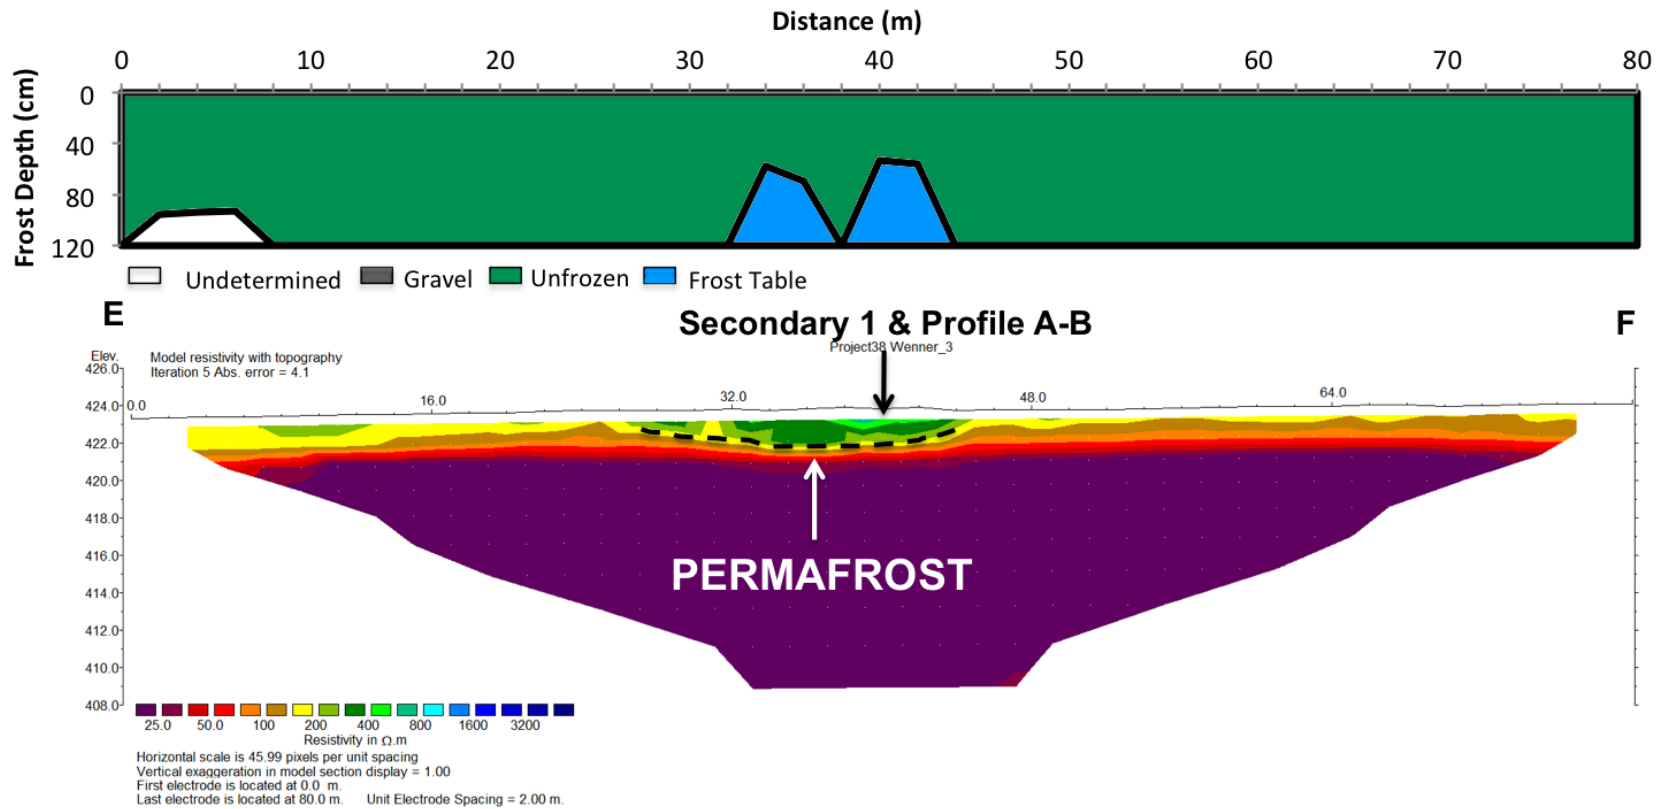 Distance (m)
0 10 20 30 40 50 60 70 80
Frost Depth (cm)
0
40
80
120
Undetermined Gravel Unfrozen Frost Table
E F
Secondary 1 & Profile A-B
Project38 Wenner_3
Elev. Model resistivity with topography
Iteration 5 Abs. error = 4.1
426.0
424.0
0.0 16.0 32.0 48.0 64.0
422.0
420.0
418.0
416.0
414.0
412.0
410.0
408.0
PERMAFROST
25.0 50.0 100 200 400 800 1600 3200
Resistivity in Ω.m
Horizontal scale is 45.99 pixels per unit spacing
Vertical exaggeration in model section display = 1.00
First electrode is located at 0.0 m.
Last electrode is located at 80.0 m. Unit Electrode Spacing = 2.00 m.